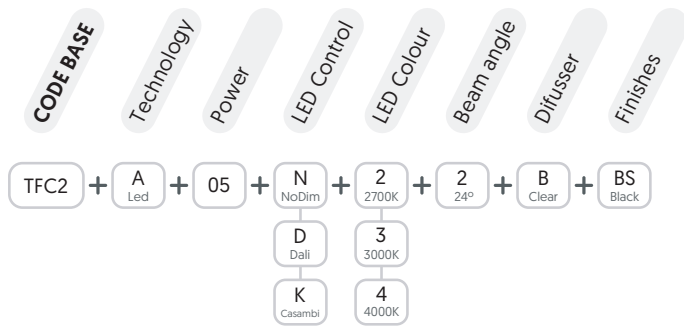 CODE BASE
Technology
Power
LED Control
LED Colour
Beam angle
Difusser
Finishes
TFC2 + A + 05 + N + 2 + 2 + B + BS
Led NoDim 2700K 24º Clear Black
D 3
Dali 3000K
K 4
Casambi 4000K